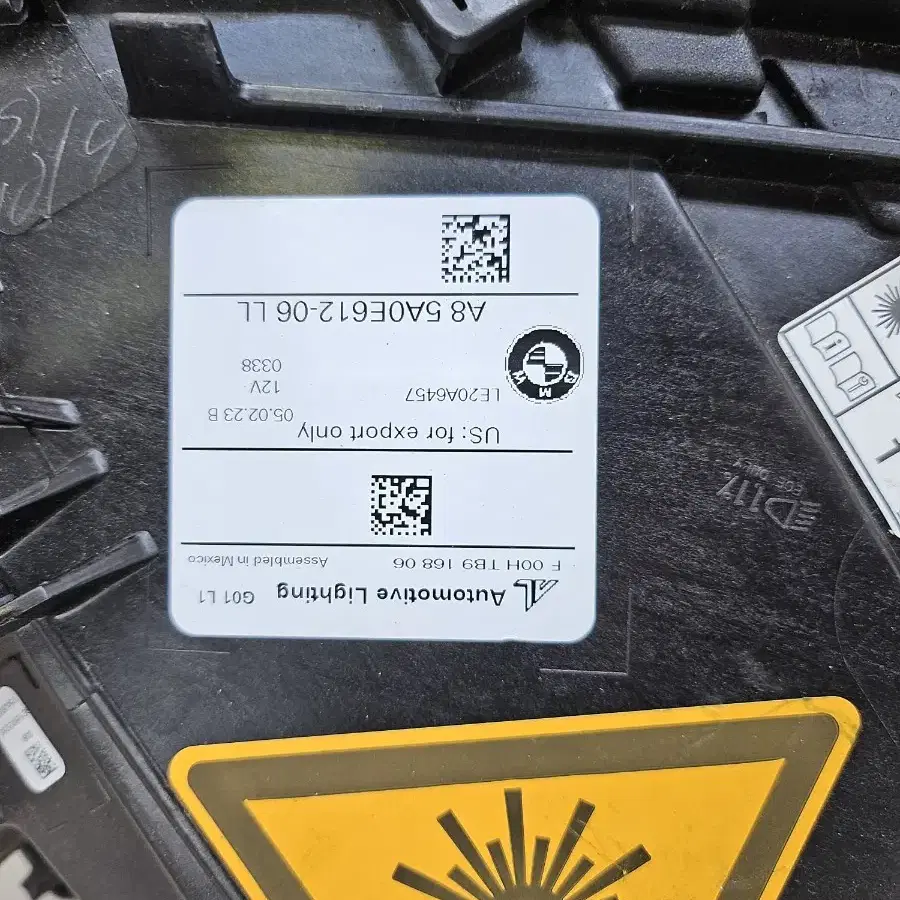 Automotive Lighting G01 L1
F 00H TB9 168 06 Assembled in Mexico
US: for export only
05.02.23 B
LE20A6457
12V
0338
BMW
A8 5A0E612-06 LL